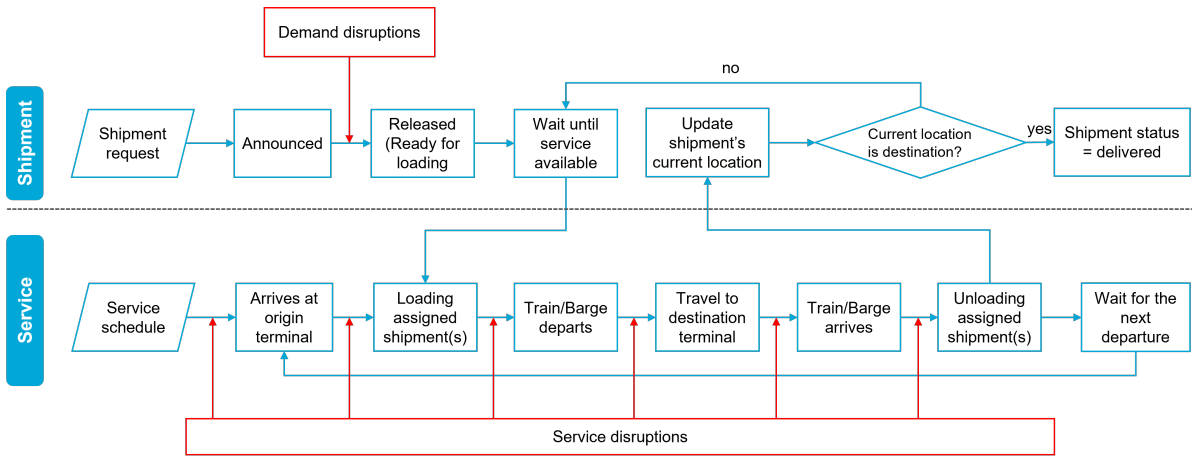 Demand disruptions
no
Shipment
Shipment
request
Announced
Released
(Ready for
loading
Wait until
service
available
Update
shipment's
current location
Current location
is destination?
yes
Shipment status
= delivered
Service
Service
schedule
Arrives at
origin
terminal
Loading
assigned
shipment(s)
Train/Barge
departs
Travel to
destination
terminal
Train/Barge
arrives
Unloading
assigned
shipment(s)
Wait for the
next
departure
Service disruptions